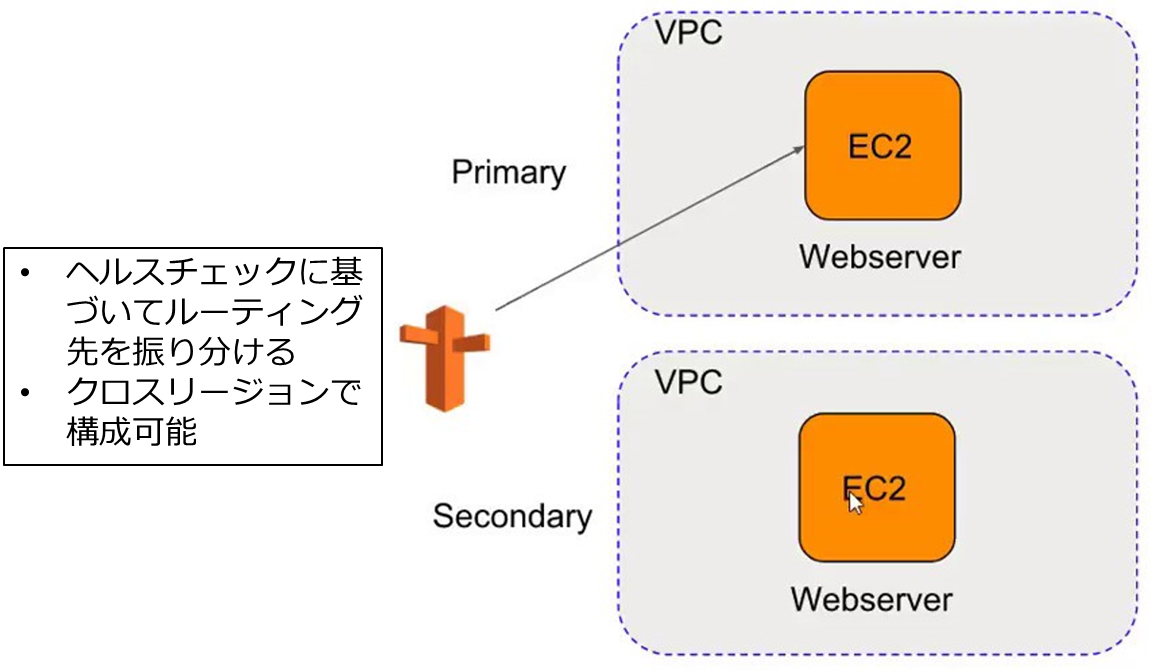 VPC
EC2
Primary
Webserver
• ヘルスチェックに基
づいてルーティング
先を振り分ける
• クロスリージョンで
構成可能
VPC
EC2
Secondary
Webserver